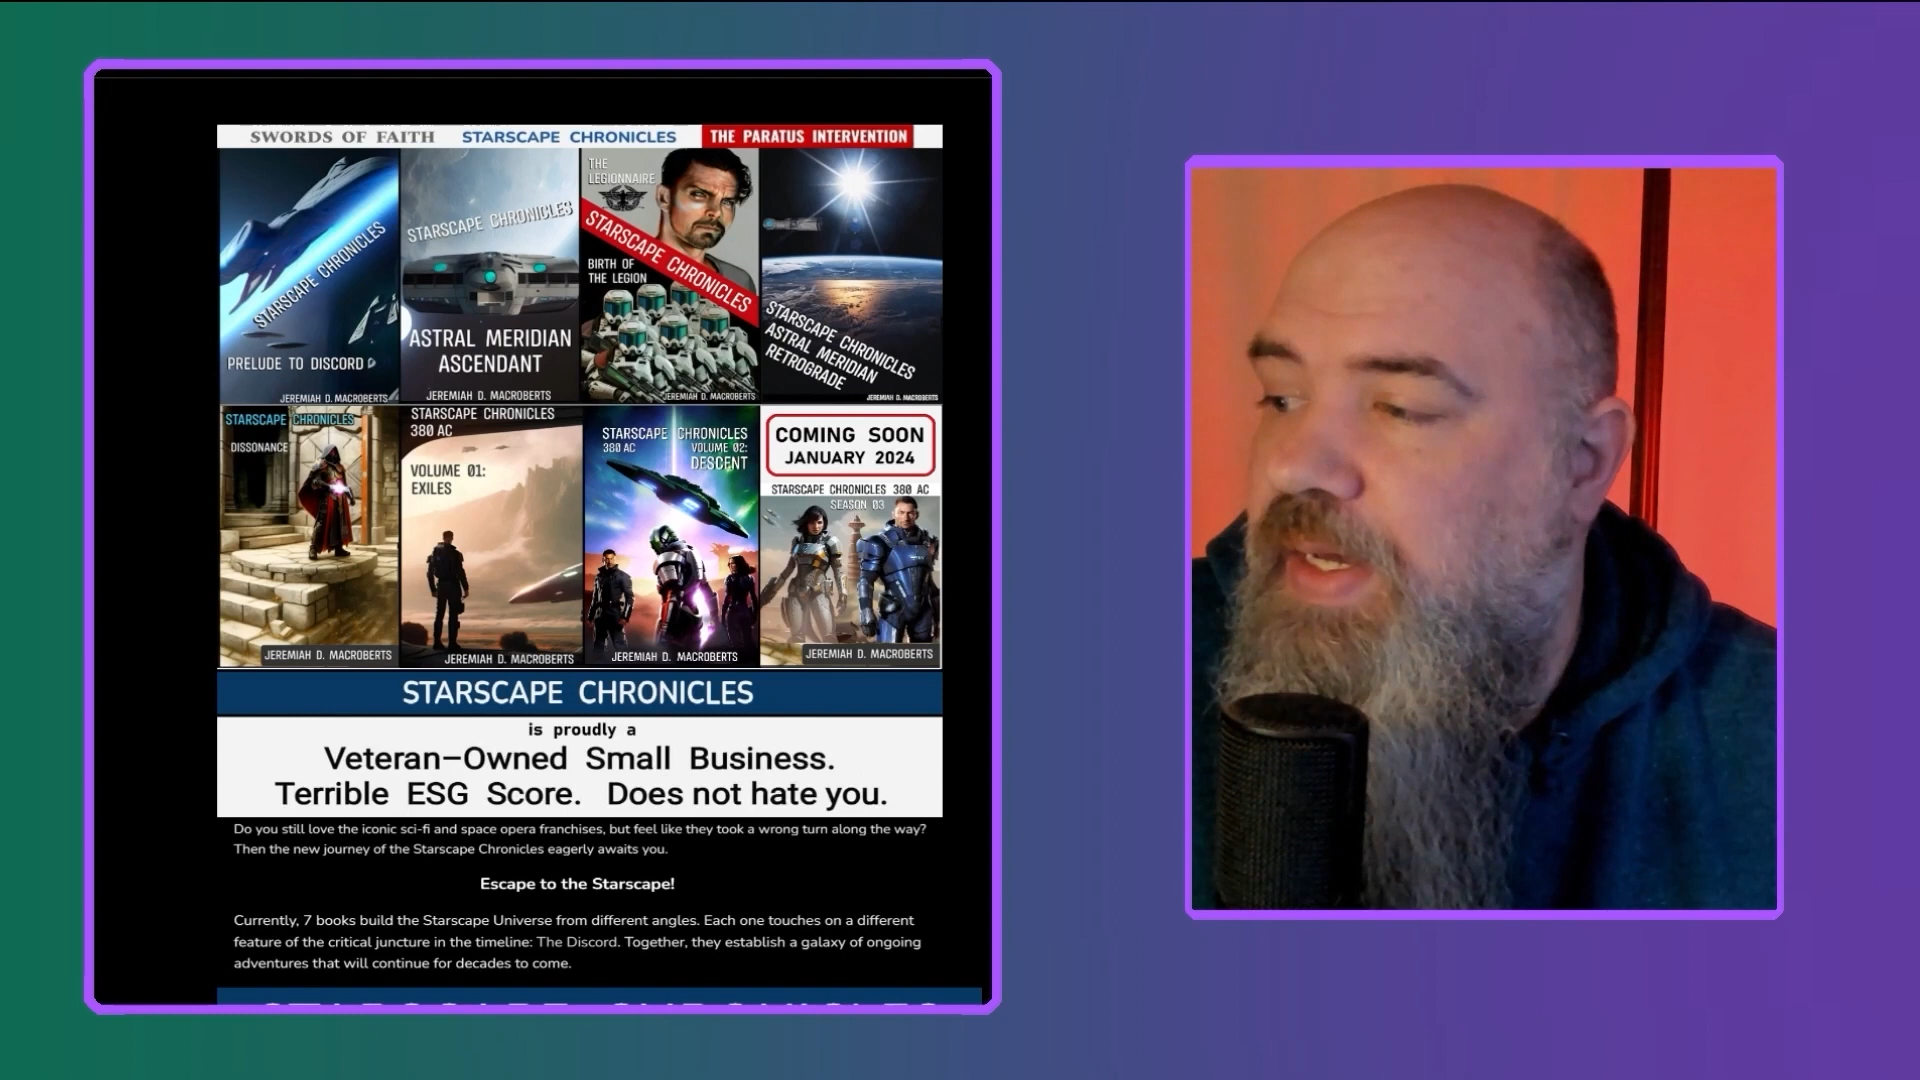 SWORDS OF FAITH STARSCAPE CHRONICLES THE PARATUS INTERVENTION
STARSCAPE CHRONICLES
PRELUDE TO DISCORD
JEREMIAH D. MACROBERTS
STARSCAPE CHRONICLES
ASTRAL MERIDIAN
ASCENDANT
JEREMIAH D. MACROBERTS
THE
LEGIONNAIRE
STARSCAPE CHRONICLES
BIRTH OF
THE LEGION
JEREMIAH D. MACROBERTS
STARSCAPE CHRONICLES
ASTRAL MERIDIAN
RETROGRADE
JEREMIAH D. MACROBERTS
STARSCAPE CHRONICLES
DISSONANCE
JEREMIAH D. MACROBERTS
STARSCAPE CHRONICLES
380 AC
VOLUME 01:
EXILES
JEREMIAH D. MACROBERTS
STARSCAPE CHRONICLES
380 AC VOLUME 02:
DESCENT
JEREMIAH D. MACROBERTS
COMING SOON
JANUARY 2024
STARSCAPE CHRONICLES 380 AC
SEASON 03
JEREMIAH D. MACROBERTS
STARSCAPE CHRONICLES
is proudly a
Veteran-Owned Small Business.
Terrible ESG Score. Does not hate you.
Do you still love the iconic sci-fi and space opera franchises, but feel like they took a wrong turn along the way?
Then the new journey of the Starscape Chronicles eagerly awaits you.
Escape to the Starscape!
Currently, 7 books build the Starscape Universe from different angles. Each one touches on a different
feature of the critical juncture in the timeline: The Discord. Together, they establish a galaxy of ongoing
adventures that will continue for decades to come.